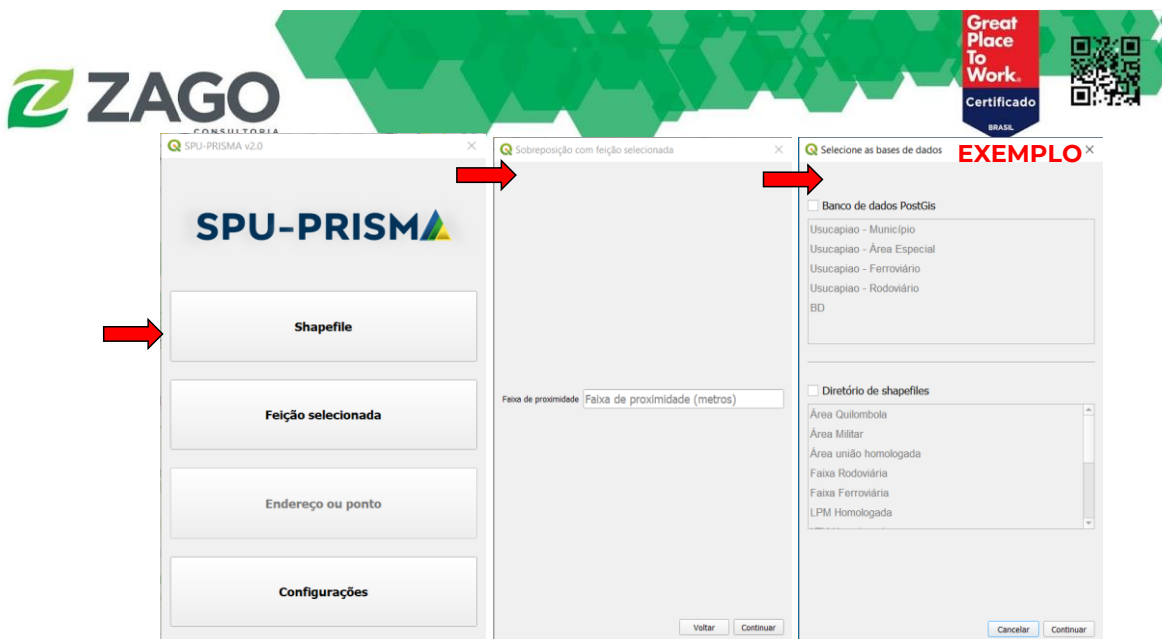 ZAGO
CONSULTORIA
Great
Place
To
Work.
Certificado
BRASIL
SPU-PRISMA v2.0
SPU-PRISMA
Shapefile
Feição selecionada
Endereço ou ponto
Configurações
Sobreposição com feição selecionada
Faixa de proximidade Faixa de proximidade (metros)
Voltar Continuar
Selecione as bases de dados
EXEMPLO
Banco de dados PostGis
Usucapiao - Município
Usucapiao - Área Especial
Usucapiao - Ferroviário
Usucapiao - Rodoviário
BD
Diretório de shapefiles
Área Quilombola
Área Militar
Área união homologada
Faixa Rodoviária
Faixa Ferroviária
LPM Homologada
Cancelar Continuar